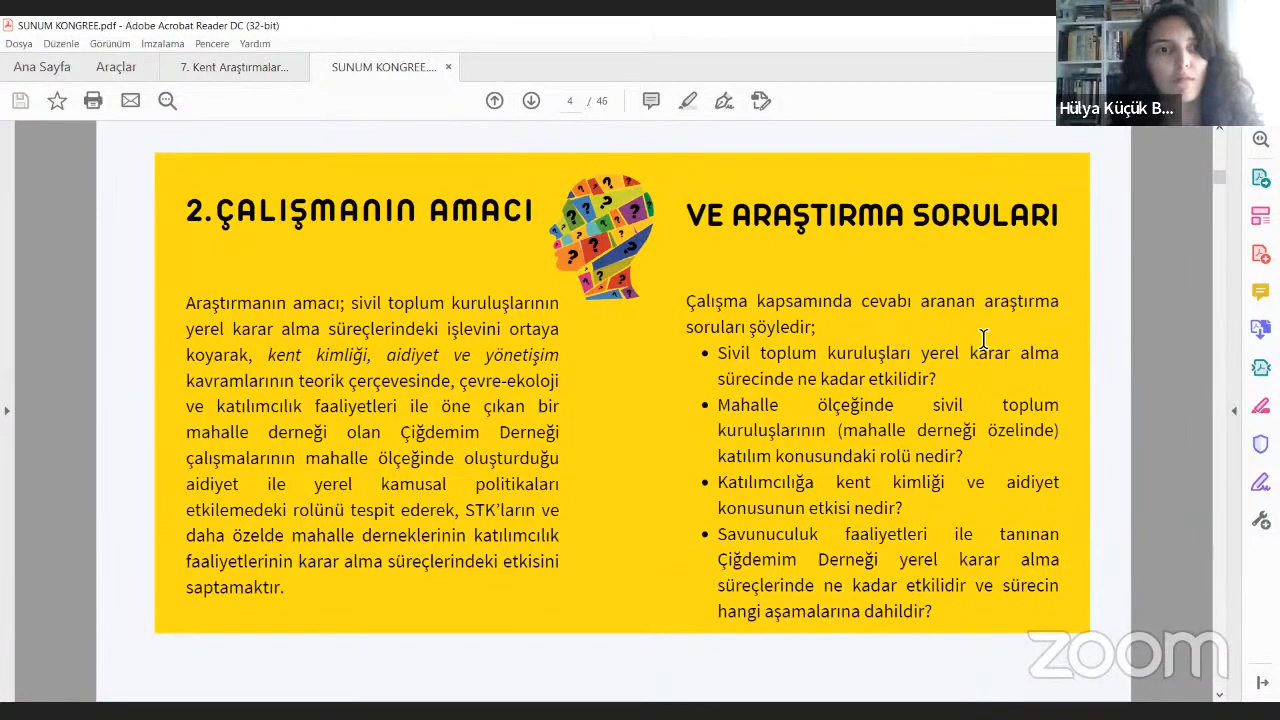 SUNUM KONGREE.pdf - Adobe Acrobat Reader DC (32-bit)
Dosya Düzenle Görünüm İmzalama Pencere Yardım
Ana Sayfa Araçlar 7. Kent Araştırmalar... SUNUM KONGREE.... ×
4 / 46
Hülya Küçük B...
2.ÇALIŞMANIN AMACI
VE ARAŞTIRMA SORULARI
Araştırmanın amacı; sivil toplum kuruluşlarının
yerel karar alma süreçlerindeki işlevini ortaya
koyarak, kent kimliği, aidiyet ve yönetişim
kavramlarının teorik çerçevesinde, çevre-ekoloji
ve katılımcılık faaliyetleri ile öne çıkan bir
mahalle derneği olan Çiğdemim Derneği
çalışmalarının mahalle ölçeğinde oluşturduğu
aidiyet ile yerel kamusal politikaları
etkilemedeki rolünü tespit ederek, STK’ların ve
daha özelde mahalle derneklerinin katılımcılık
faaliyetlerinin karar alma süreçlerindeki etkisini
saptamaktır.
Çalışma kapsamında cevabı aranan araştırma
soruları şöyledir;
• Sivil toplum kuruluşları yerel karar alma
sürecinde ne kadar etkilidir?
• Mahalle ölçeğinde sivil toplum
kuruluşlarının (mahalle derneği özelinde)
katılım konusundaki rolü nedir?
• Katılımcılığa kent kimliği ve aidiyet
konusunun etkisi nedir?
• Savunuculuk faaliyetleri ile tanınan
Çiğdemim Derneği yerel karar alma
süreçlerinde ne kadar etkilidir ve sürecin
hangi aşamalarına dahildir?
zoom